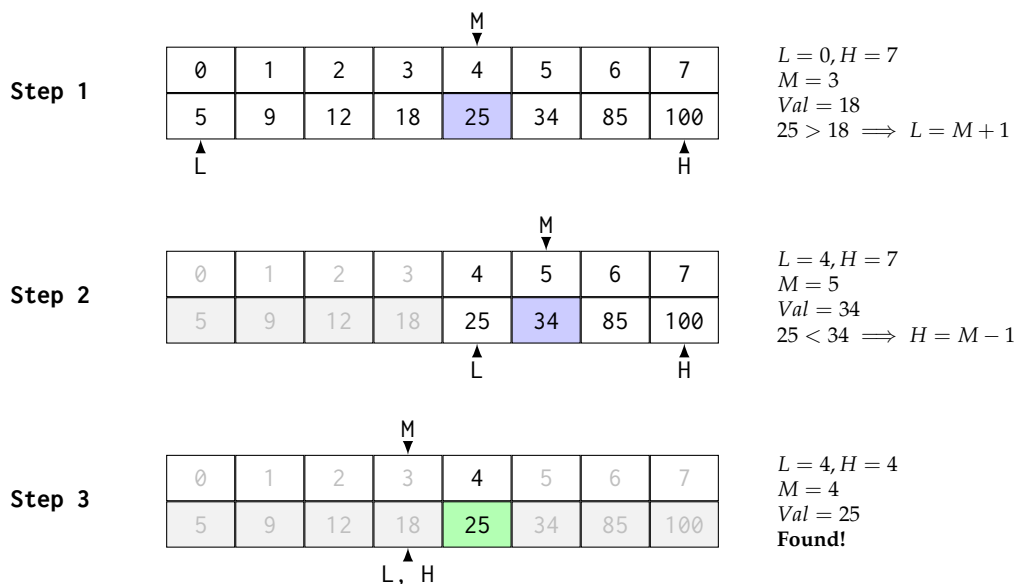 M
0 1 2 3 4 5 6 7
Step 1
5 9 12 18 25 34 85 100
L H
L = 0, H = 7
M = 3
Val = 18
25 > 18 ⟹ L = M + 1
M
0 1 2 3 4 5 6 7
Step 2
5 9 12 18 25 34 85 100
L H
L = 4, H = 7
M = 5
Val = 34
25 < 34 ⟹ H = M − 1
M
0 1 2 3 4 5 6 7
Step 3
5 9 12 18 25 34 85 100
L, H
L = 4, H = 4
M = 4
Val = 25
Found!